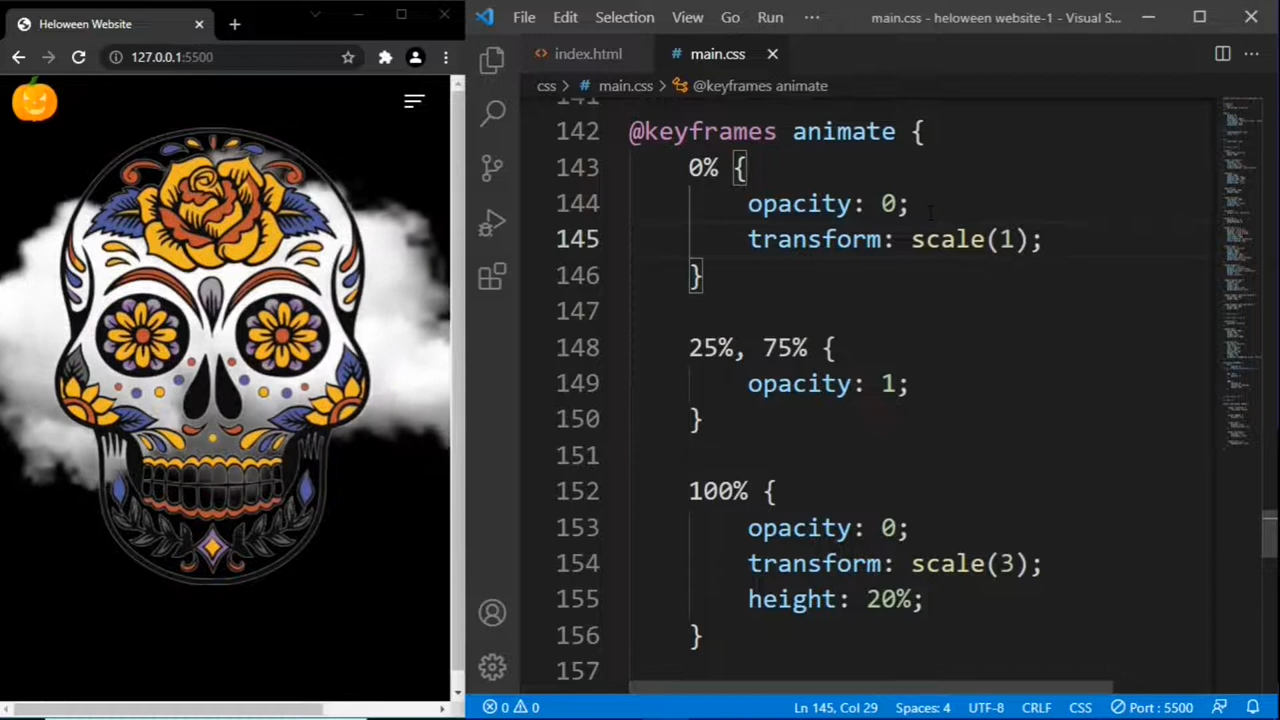 Heloween Website
127.0.0.1:5500
File Edit Selection View Go Run ··· main.css - heloween website-1 - Visual S...
index.html main.css
css > # main.css > @keyframes animate
141
142 @keyframes animate {
143 0% {
144 opacity: 0;
145 transform: scale(1);
146 }
147
148 25%, 75% {
149 opacity: 1;
150 }
151
152 100% {
153 opacity: 0;
154 transform: scale(3);
155 height: 20%;
156 }
157
0 0 Ln 145, Col 29 Spaces: 4 UTF-8 CRLF CSS Port : 5500